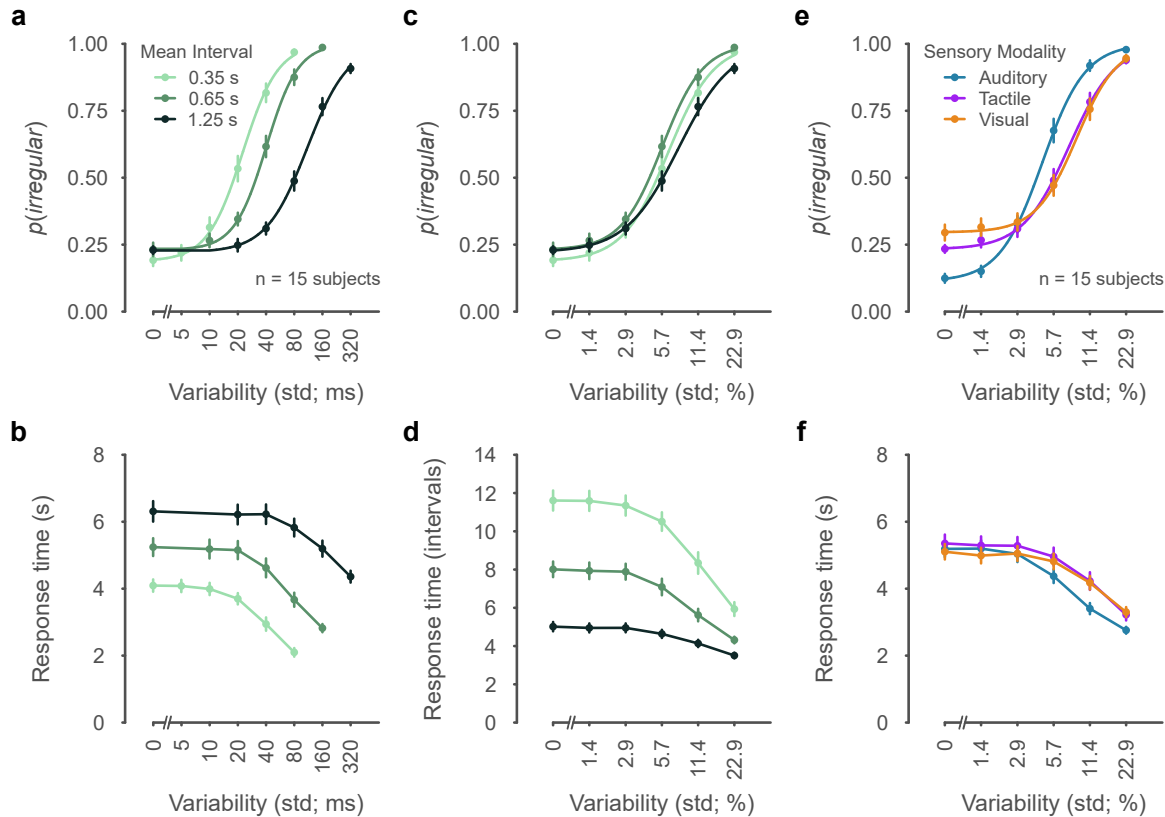 a
p(irregular)
1.00
0.75
0.50
0.25
0.00
Mean Interval
0.35 s
0.65 s
1.25 s
n = 15 subjects
0
5
10
20
40
80
160
320
Variability (std; ms)
c
p(irregular)
1.00
0.75
0.50
0.25
0.00
0
1.4
2.9
5.7
11.4
22.9
Variability (std; %)
e
p(irregular)
1.00
0.75
0.50
0.25
0.00
Sensory Modality
Auditory
Tactile
Visual
n = 15 subjects
0
1.4
2.9
5.7
11.4
22.9
Variability (std; %)
b
Response time (s)
8
6
4
2
0
0
5
10
20
40
80
160
320
Variability (std; ms)
d
Response time (intervals)
14
12
10
8
6
4
2
0
0
1.4
2.9
5.7
11.4
22.9
Variability (std; %)
f
Response time (s)
8
6
4
2
0
0
1.4
2.9
5.7
11.4
22.9
Variability (std; %)